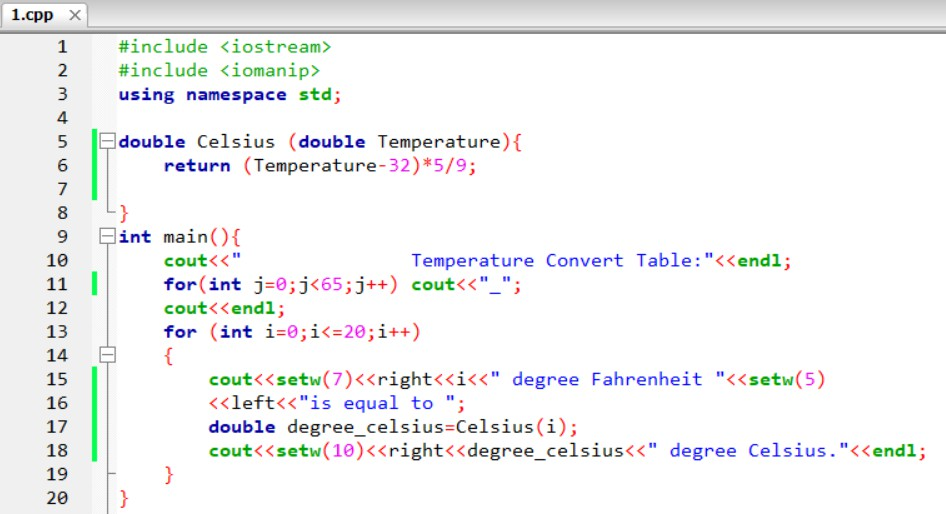 1.cpp ×
1 #include <iostream>
2 #include <iomanip>
3 using namespace std;
4
5 double Celsius (double Temperature){
6     return (Temperature-32)*5/9;
7
8 }
9 int main(){
10     cout<<"               Temperature Convert Table:"<<endl;
11     for(int j=0;j<65;j++) cout<<"_";
12     cout<<endl;
13     for (int i=0;i<=20;i++)
14     {
15         cout<<setw(7)<<right<<i<<" degree Fahrenheit "<<setw(5)
16         <<left<<"is equal to ";
17         double degree_celsius=Celsius(i);
18         cout<<setw(10)<<right<<degree_celsius<<" degree Celsius."<<endl;
19     }
20 }